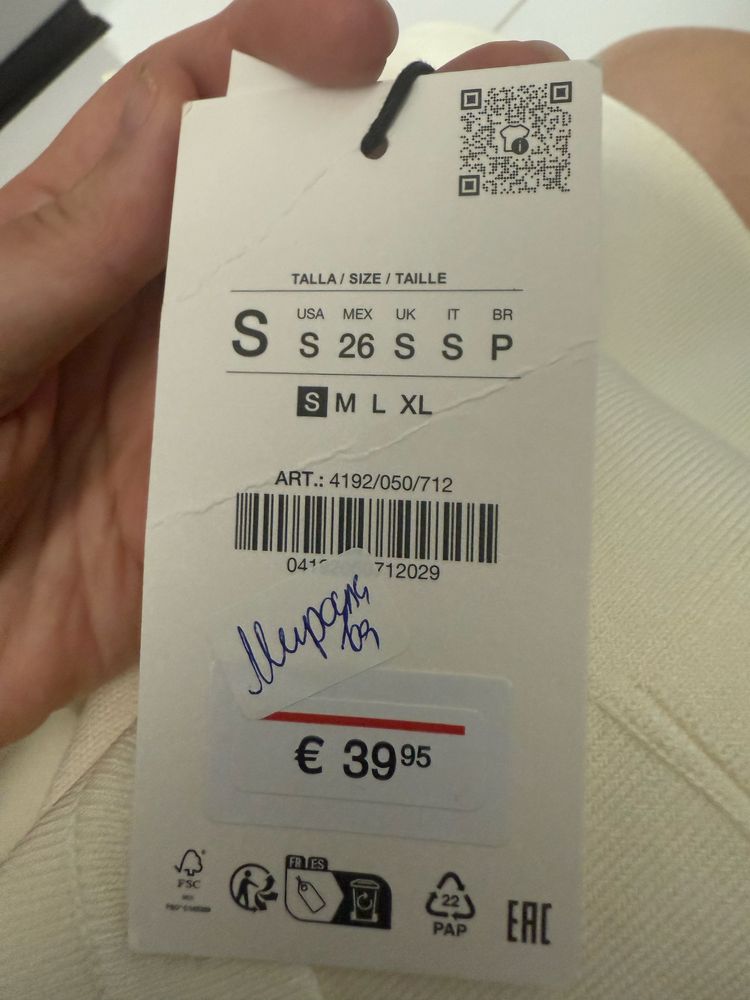 TALLA / SIZE / TAILLE
S
USA MEX UK IT BR
S 26 S S P
S M L XL
ART.: 4192/050/712
712029
Мираж
€ 39 95
FSC
FR ES
22
PAP
EAC